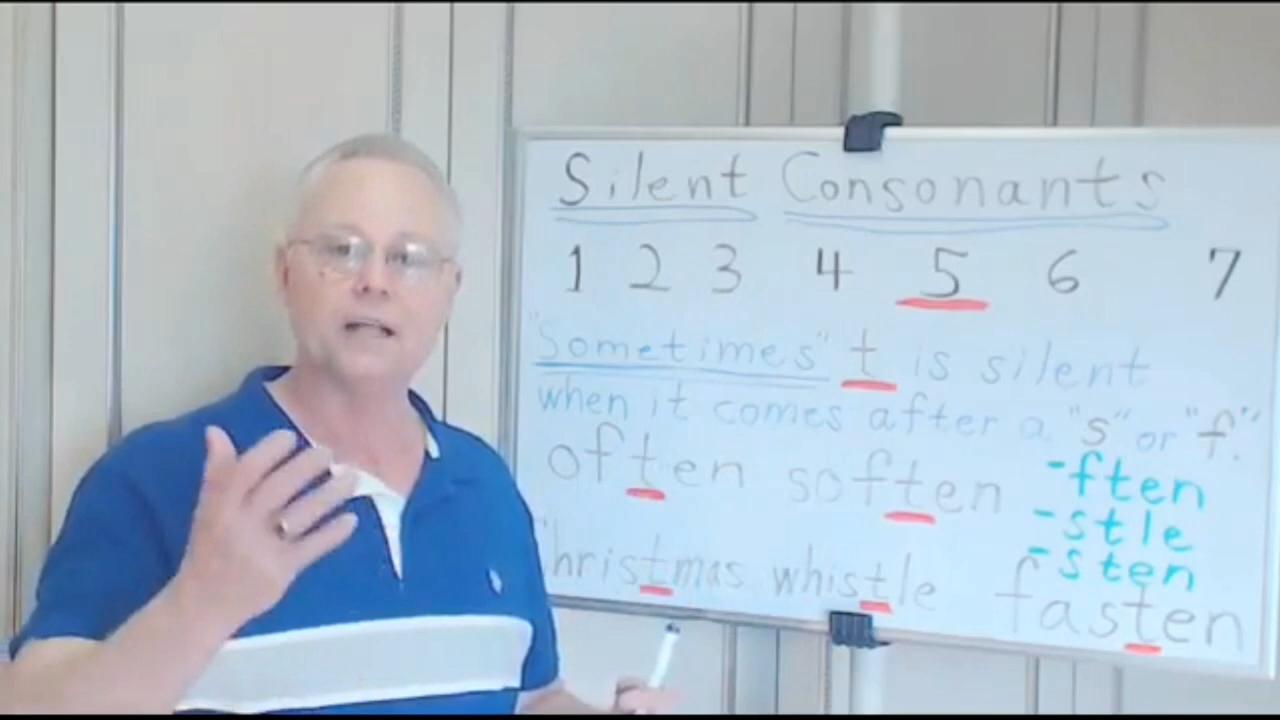 Silent Consonants
1 2 3 4 5 6 7
"Sometimes" t is silent
when it comes after a "s" or "f".
often soften -ften
-stle
-sten
hristmas whistle fasten